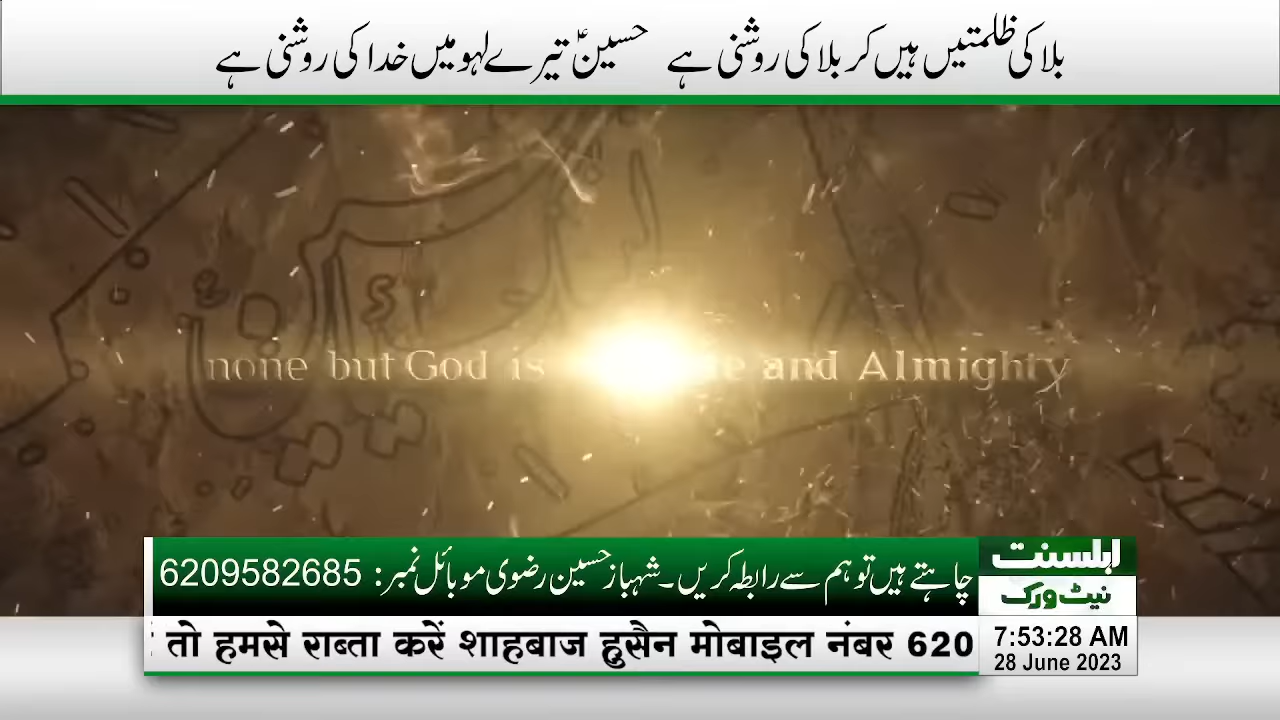 بلا کی ظلمتیں ہیں کربلا کی روشنی ہے حسینؑ تیرے لہو میں خدا کی روشنی ہے
none but God is and Almighty
چاہتے ہیں تو ہم سے رابطہ کریں۔ شہباز حسین رضوی موبائل نمبر: 6209582685
اہلسنت
نیٹ ورک
तो हमसे राब्ता करें शाहबाज हुसैन मोबाइल नंबर 620
7:53:28 AM
28 June 2023